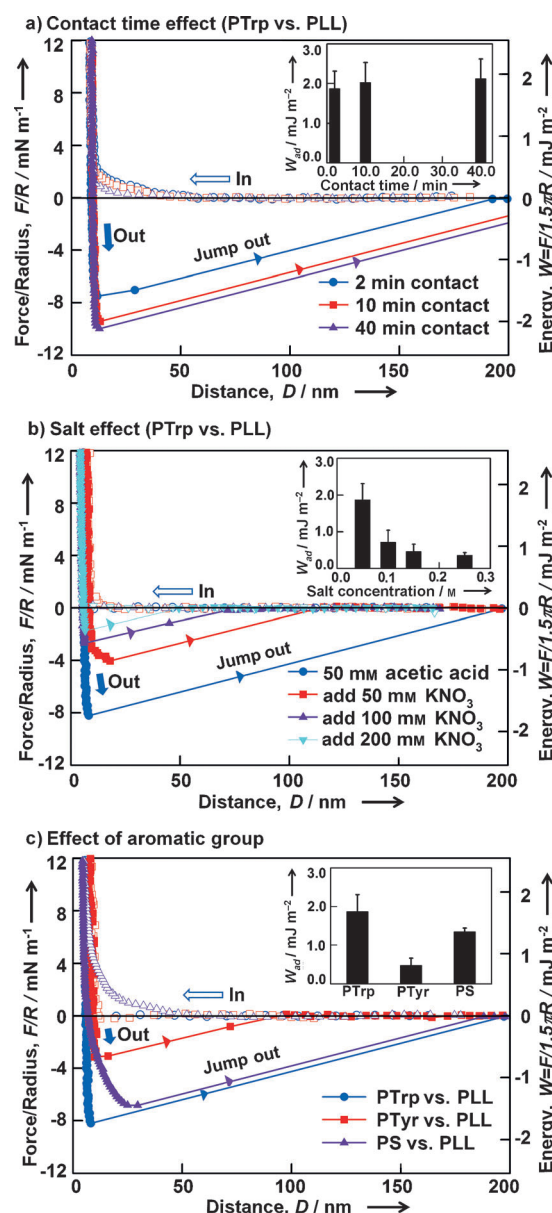 a) Contact time effect (PTrp vs. PLL)
Force/Radius, F/R / mN m⁻¹
12
8
4
0
-4
-8
-12
W_ad / mJ m⁻²
3.0
2.0
1.0
0.0
0.0 20.0 40.0
Contact time / min
In
Out
Jump out
2 min contact
10 min contact
40 min contact
2
1
0
-1
-2
Energy, W=F/1.5πR / mJ m⁻²
0 50 100 150 200
Distance, D / nm
b) Salt effect (PTrp vs. PLL)
Force/Radius, F/R / mN m⁻¹
12
8
4
0
-4
-8
-12
W_ad / mJ m⁻²
3.0
2.0
1.0
0.0
0.0 0.1 0.2 0.3
Salt concentration / M
In
Out
Jump out
50 mM acetic acid
add 50 mM KNO₃
add 100 mM KNO₃
add 200 mM KNO₃
2
1
0
-1
-2
Energy, W=F/1.5πR / mJ m⁻²
0 50 100 150 200
Distance, D / nm
c) Effect of aromatic group
Force/Radius, F/R / mN m⁻¹
12
8
4
0
-4
-8
-12
W_ad / mJ m⁻²
3.0
2.0
1.0
0.0
PTrp PTyr PS
In
Out
Jump out
PTrp vs. PLL
PTyr vs. PLL
PS vs. PLL
2
1
0
-1
-2
Energy, W=F/1.5πR / mJ m⁻²
0 50 100 150 200
Distance, D / nm